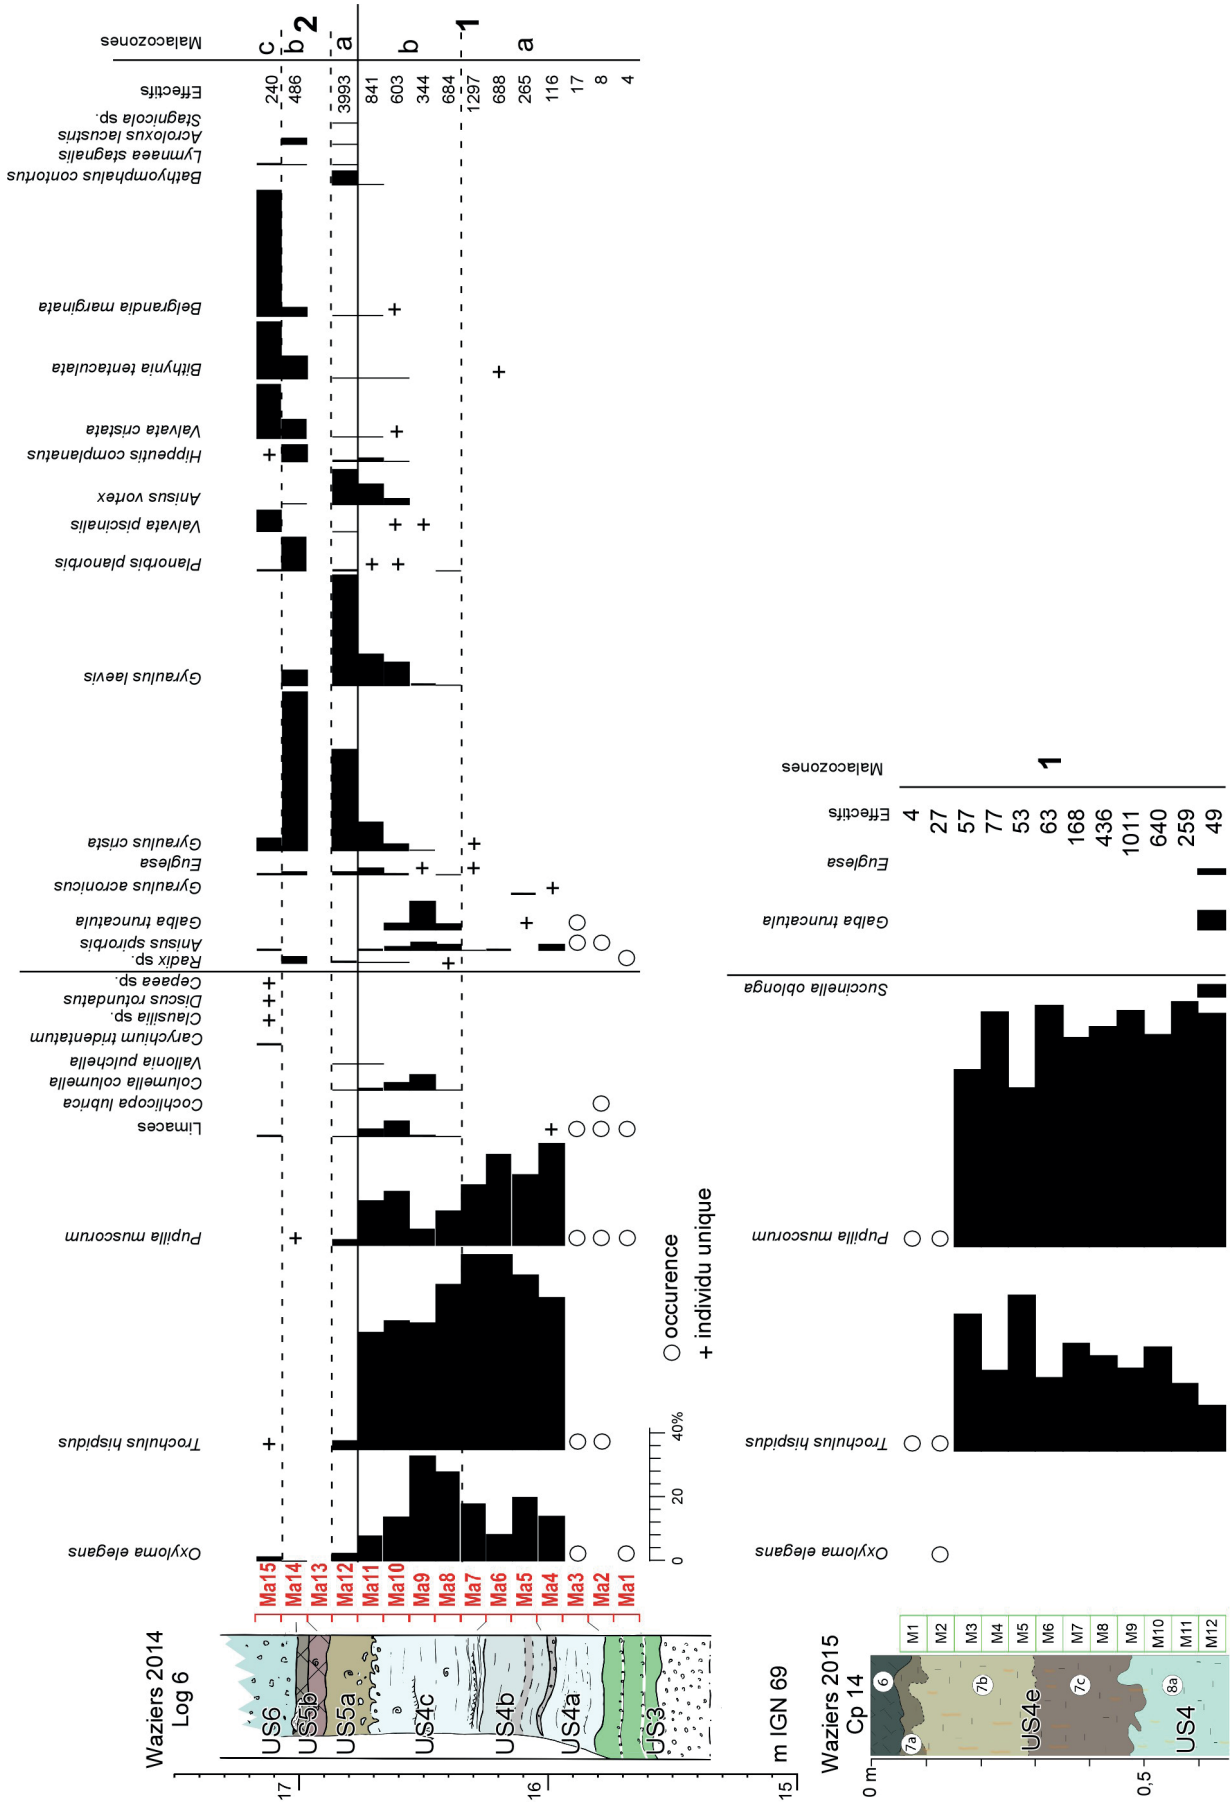 Waziers 2014
Log 6
17
16
15
m IGN 69
US6
US5b
US5a
US4c
US4b
US4a
US3
Ma15
Ma14
Ma13
Ma12
Ma11
Ma10
Ma9
Ma8
Ma7
Ma6
Ma5
Ma4
Ma3
Ma2
Ma1
Oxyloma elegans
Trochulus hispidus
Pupilla muscorum
Limaces
Cochlicopa lubrica
Columella columella
Vallonia pulchella
Carychium tridentatum
Clausilia sp.
Discus rotundatus
Cepaea sp.
Radix sp.
Anisus spirorbis
Galba truncatula
Gyraulus acronicus
Euglesa
Gyraulus crista
Gyraulus laevis
Planorbis planorbis
Valvata piscinalis
Anisus vortex
Hippeutis complanatus
Valvata cristata
Bithynia tentaculata
Belgrandia marginata
Bathyomphalus contortus
Lymnaea stagnalis
Acroloxus lacustris
Stagnicola sp.
Effectifs
240
486
3993
841
603
344
684
1297
688
265
116
17
8
4
Malacozones
c
b
2
a
b
1
a
0
20
40%
○ occurence
+ individu unique
Waziers 2015
Cp 14
0 m
0,5
6
7a
7b
US4e
7c
8a
US4
M1
M2
M3
M4
M5
M6
M7
M8
M9
M10
M11
M12
Oxyloma elegans
Trochulus hispidus
Pupilla muscorum
Succinella oblonga
Galba truncatula
Euglesa
Effectifs
4
27
57
77
53
63
168
436
1011
640
259
49
Malacozones
1